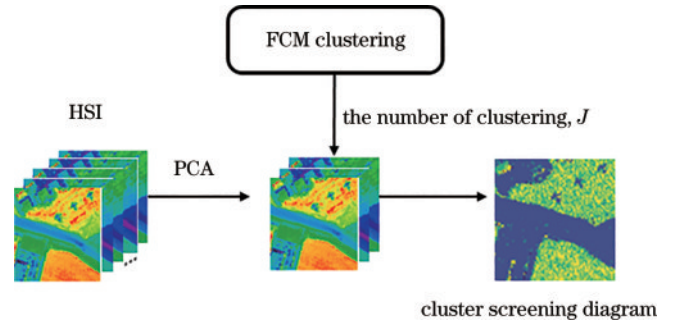 FCM clustering
HSI
the number of clustering, J
PCA
...
cluster screening diagram